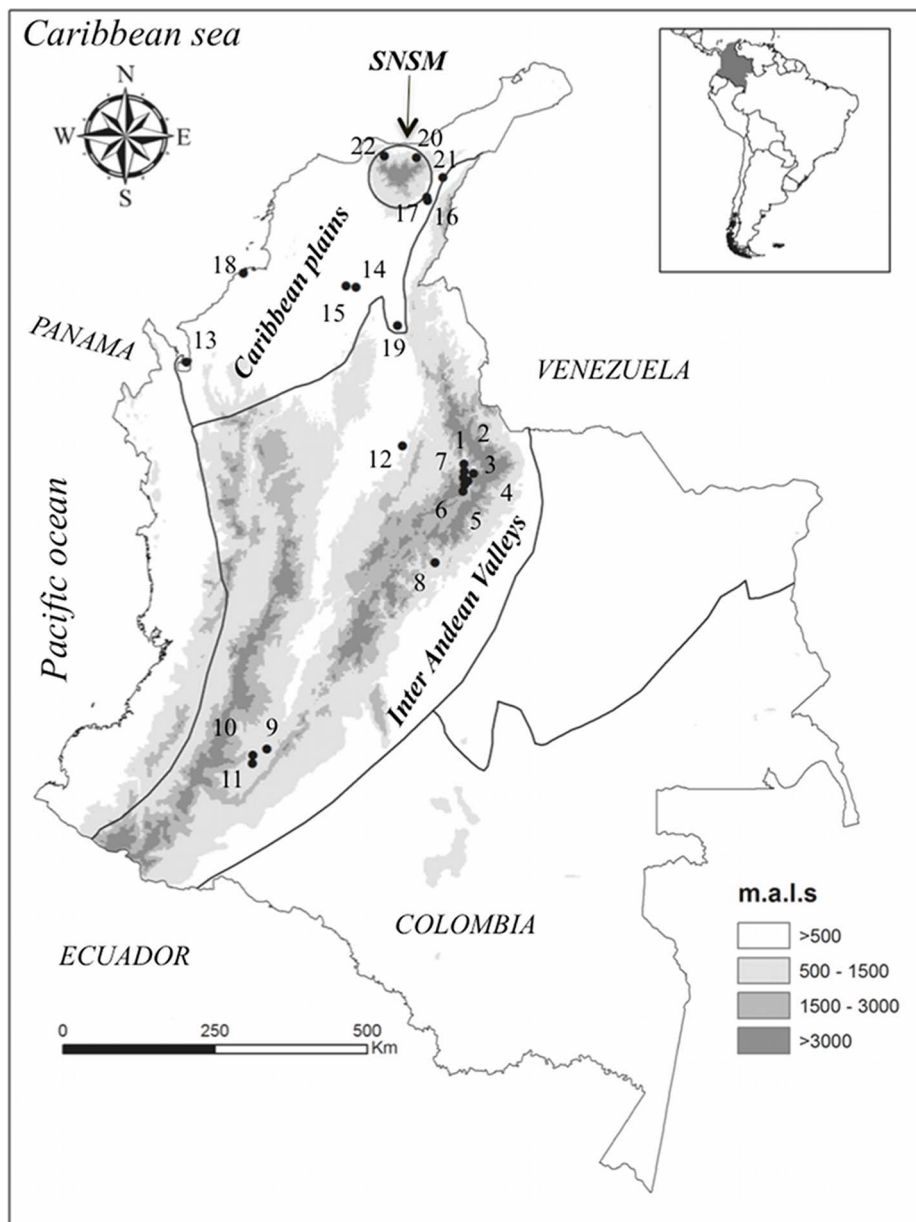 Caribbean sea
SNSM
N
W E
S
22 20
21
17 16
18
14
15
Caribbean plains
PANAMA
13
19
VENEZUELA
12
1 2
7 3
4
6 5
8
Pacific ocean
Inter Andean Valleys
10 9
11
m.a.l.s
>500
500 - 1500
1500 - 3000
>3000
COLOMBIA
ECUADOR
0 250 500
Km